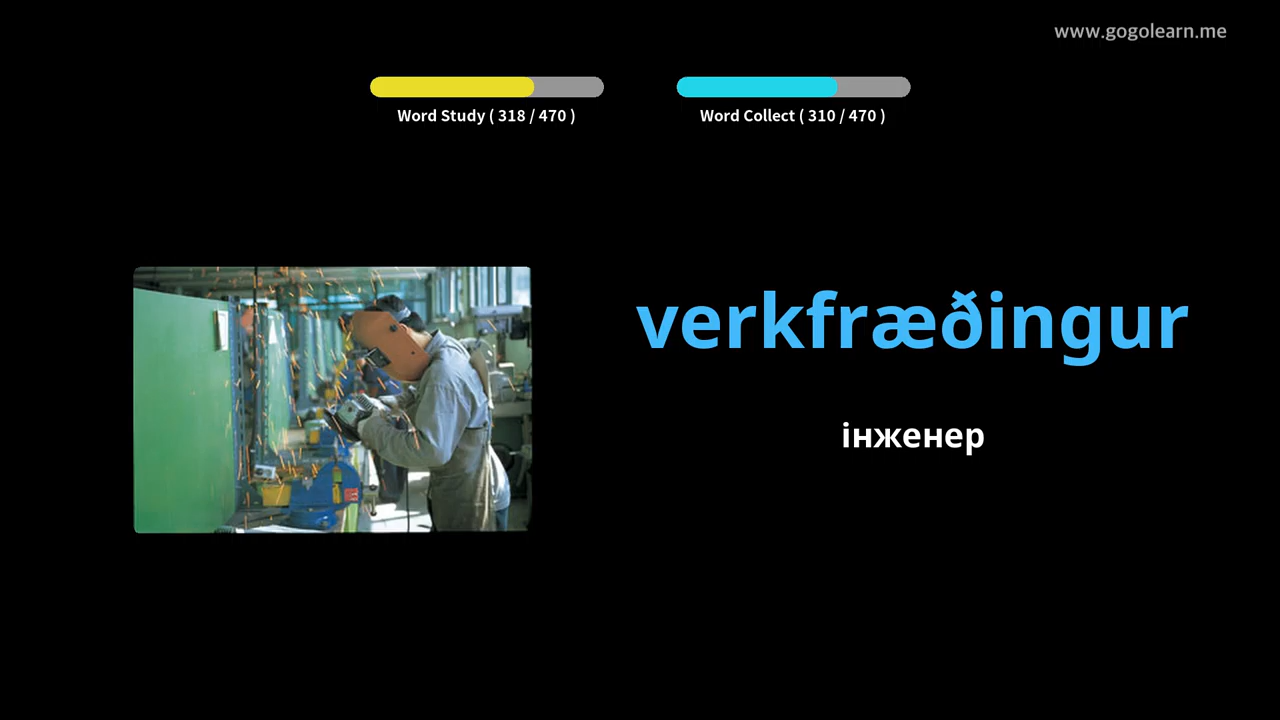 www.gogolearn.me
Word Study ( 318 / 470 )
Word Collect ( 310 / 470 )
verkfræðingur
інженер